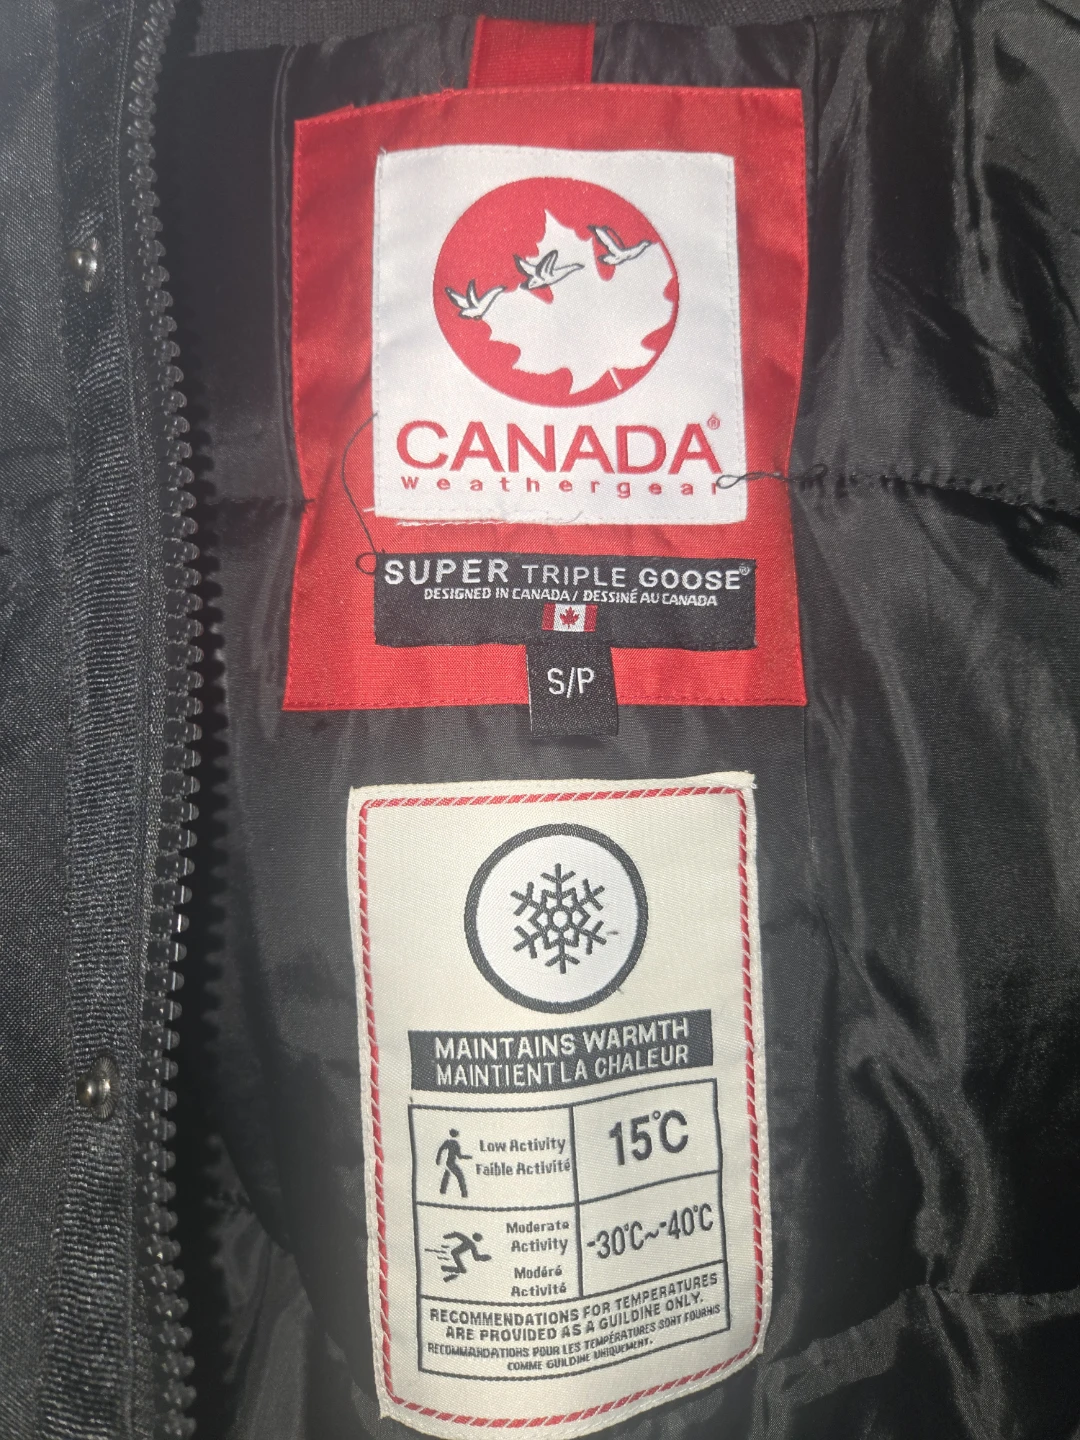 CANADA®
Weathergear
SUPER TRIPLE GOOSE®
DESIGNED IN CANADA / DESSINÉ AU CANADA
S/P
MAINTAINS WARMTH
MAINTIENT LA CHALEUR
Low Activity
Faible Activité
15°C
Moderate
Activity
Modéré
Activité
-30°C~-40°C
RECOMMENDATIONS FOR TEMPERATURES
ARE PROVIDED AS A GUILDINE ONLY.
RECOMMANDATIONS POUR LES TEMPÉRATURES SONT FOURNIS
COMME GUILDINE UNIQUEMENT.